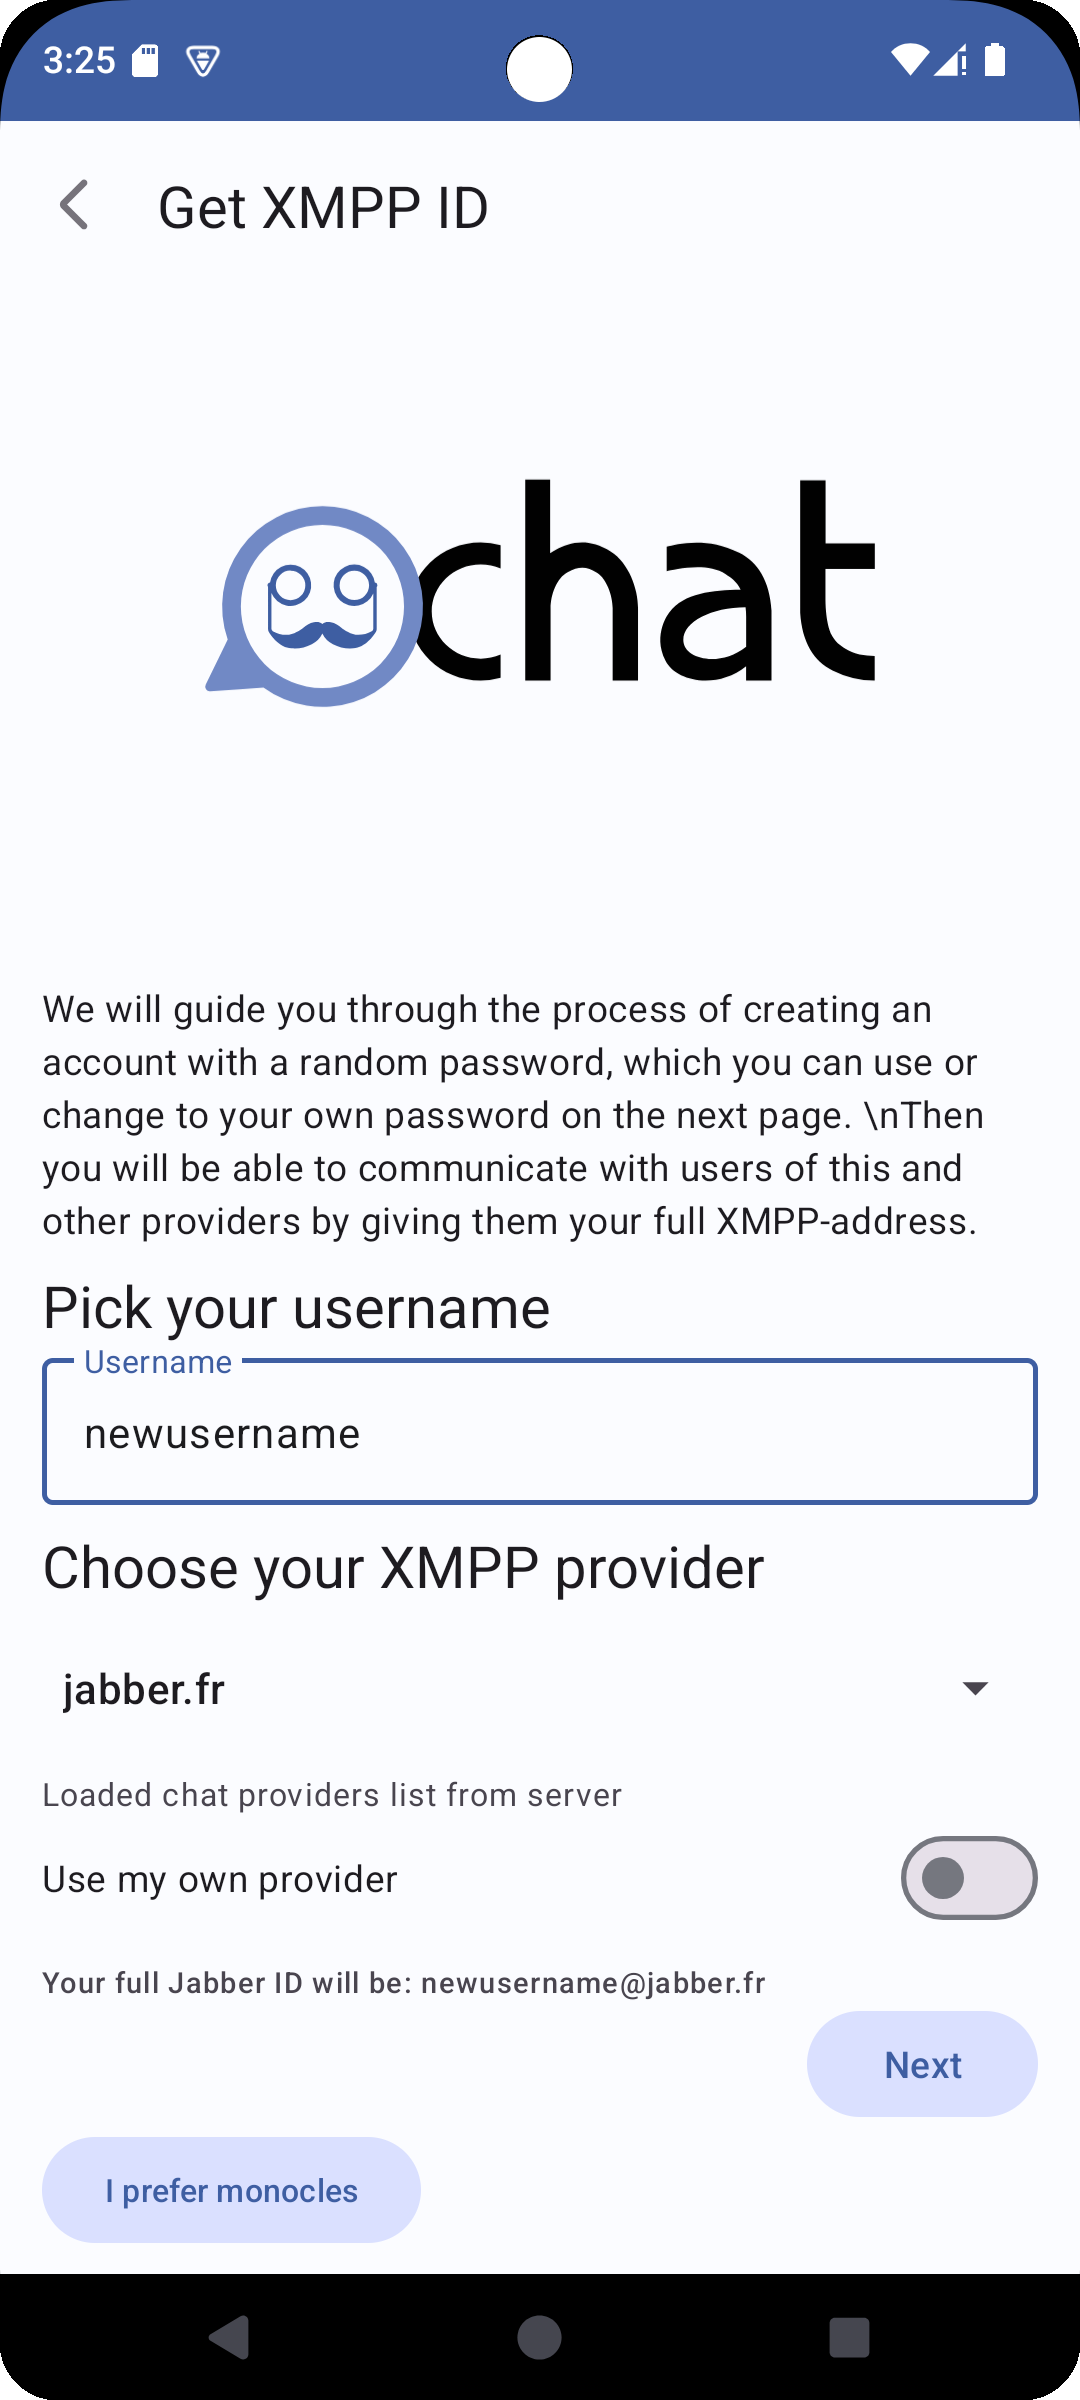 3:25
Get XMPP ID
chat
We will guide you through the process of creating an
account with a random password, which you can use or
change to your own password on the next page. \nThen
you will be able to communicate with users of this and
other providers by giving them your full XMPP-address.
Pick your username
Username
newusername
Choose your XMPP provider
jabber.fr
Loaded chat providers list from server
Use my own provider
Your full Jabber ID will be: newusername@jabber.fr
Next
I prefer monocles